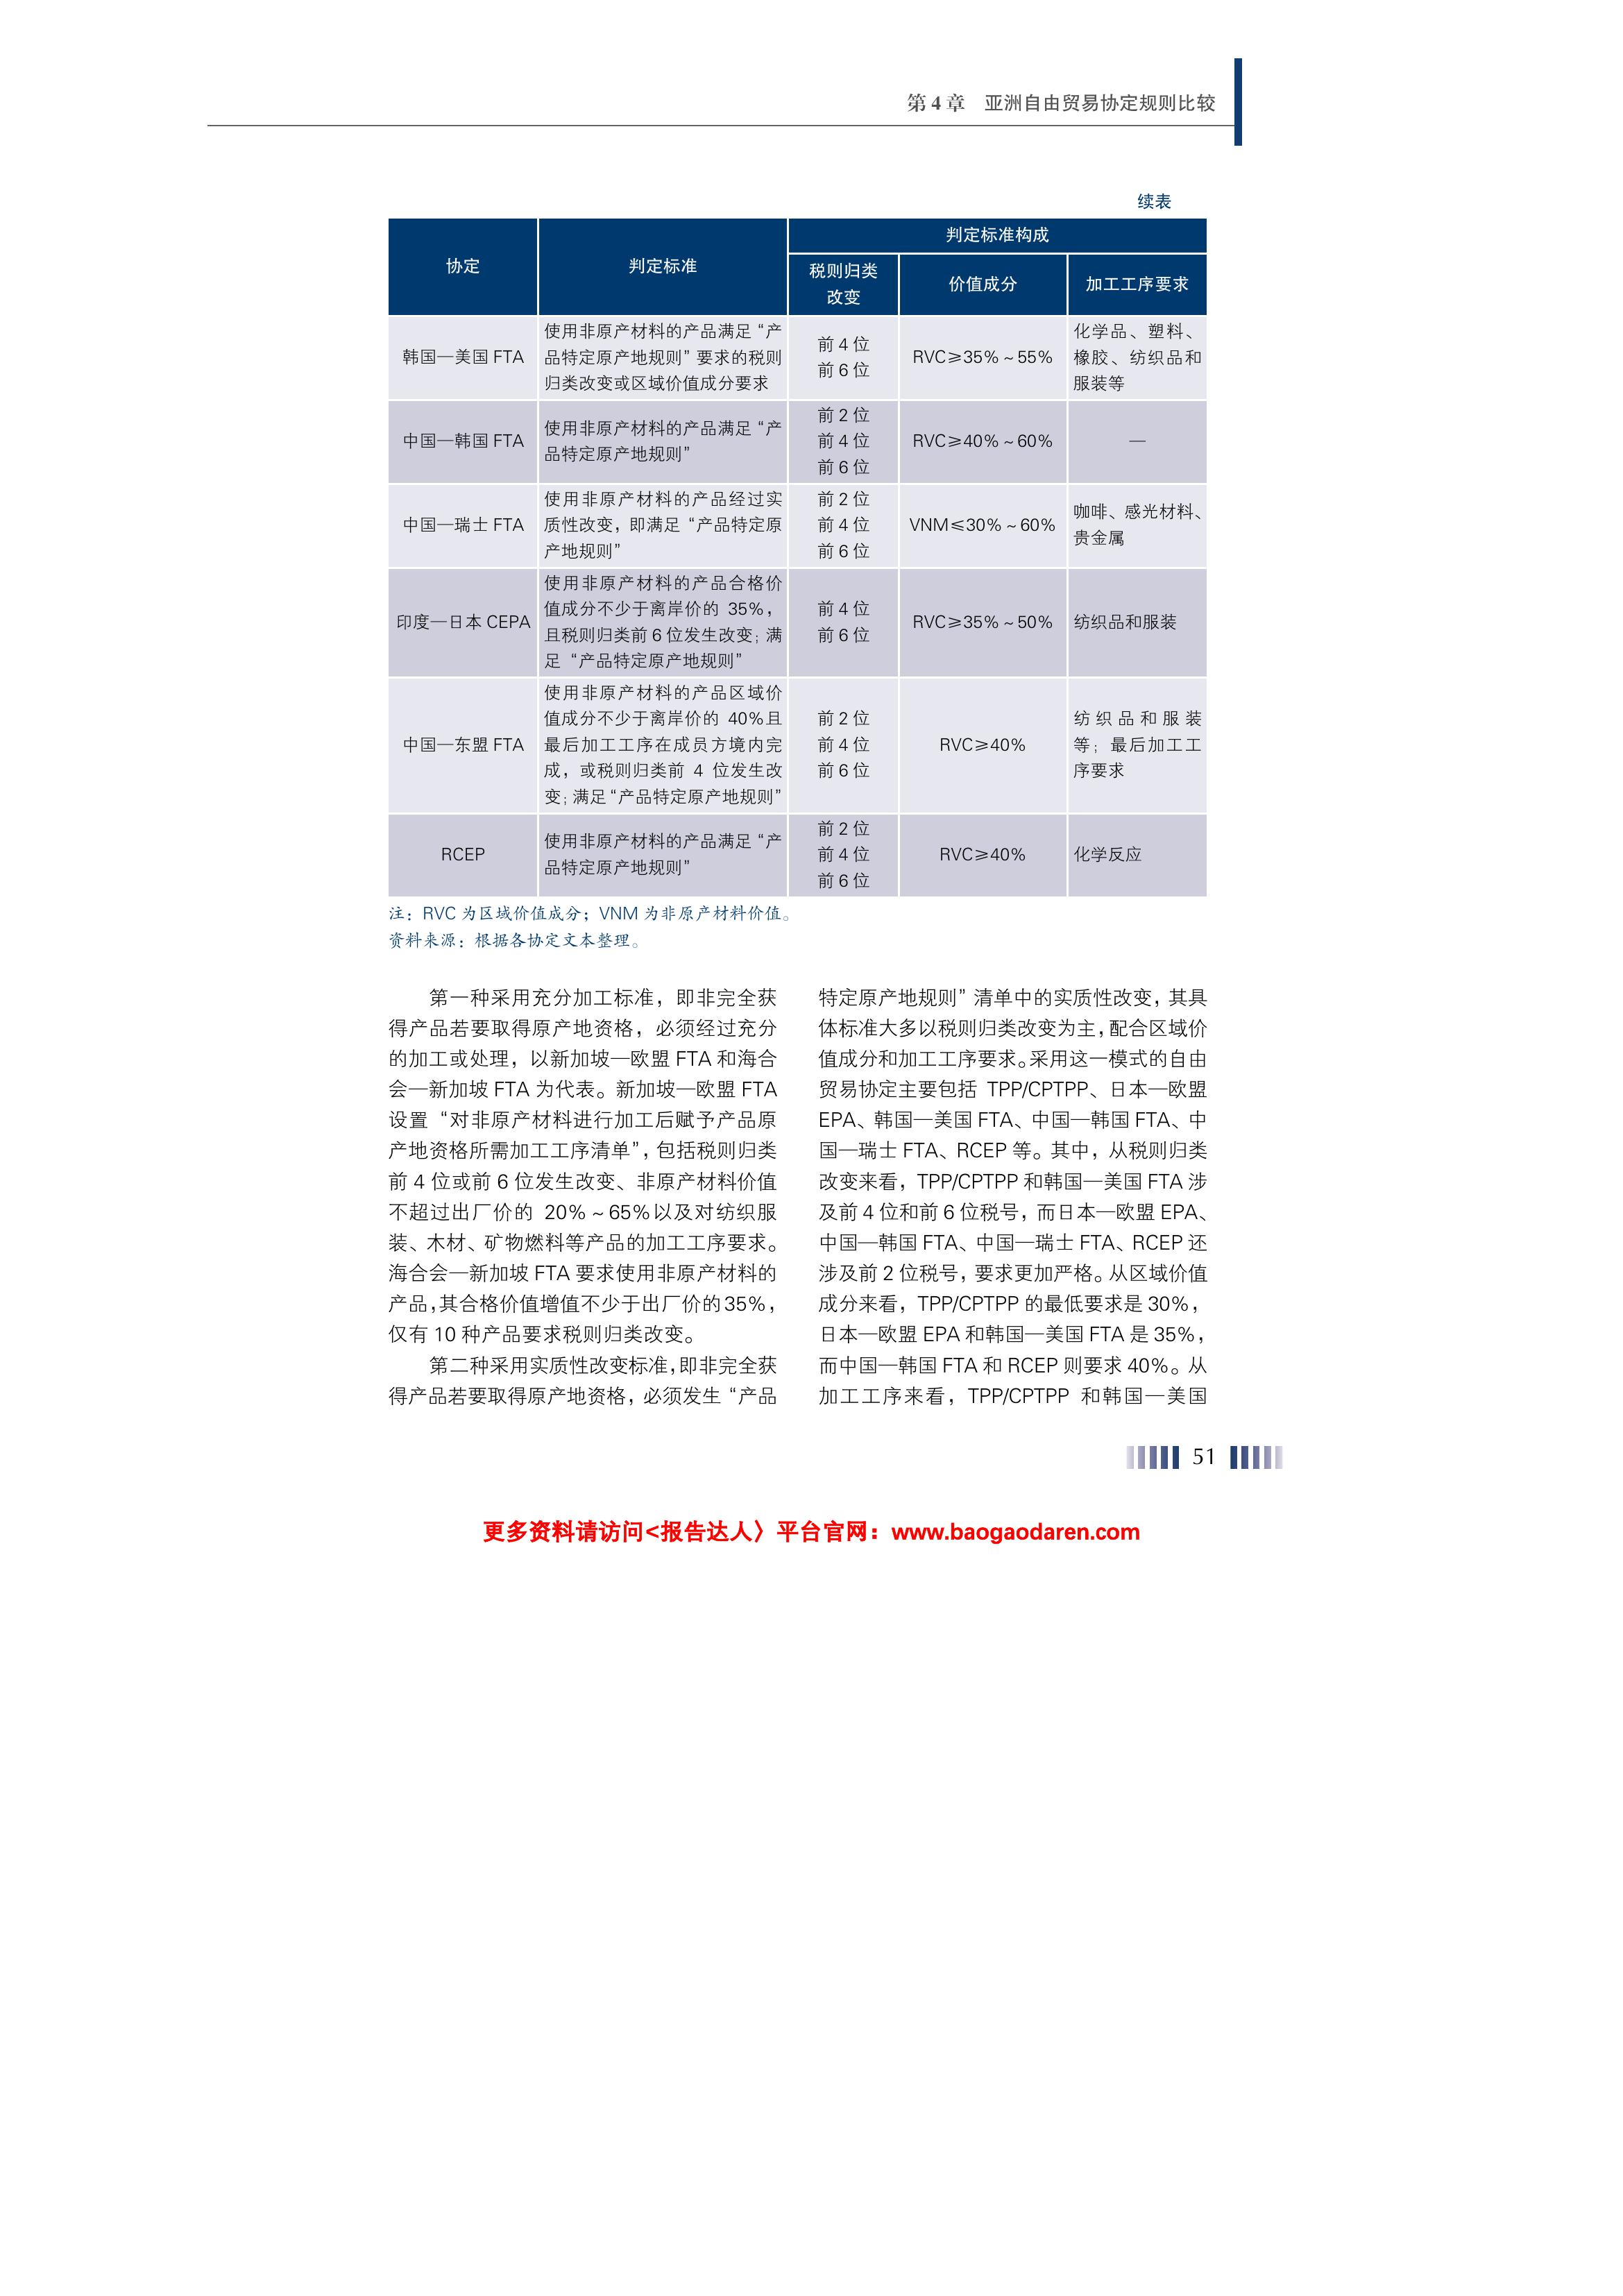 第 4 章　亚洲自由贸易协定规则比较
续表
协定
判定标准
判定标准构成
税则归类
改变
价值成分
加工工序要求
韩国—美国 FTA
使用非原产材料的产品满足“产
品特定原产地规则”要求的税则
归类改变或区域价值成分要求
前 4 位
前 6 位
RVC≥35%～55%
化学品、塑料、
橡胶、纺织品和
服装等
中国—韩国 FTA
使用非原产材料的产品满足“产
品特定原产地规则”
前 2 位
前 4 位
前 6 位
RVC≥40%～60%
—
中国—瑞士 FTA
使用非原产材料的产品经过实
质性改变，即满足“产品特定原
产地规则”
前 2 位
前 4 位
前 6 位
VNM≤30%～60%
咖啡、感光材料、
贵金属
印度—日本 CEPA
使用非原产材料的产品合格价
值成分不少于离岸价的 35%，
且税则归类前 6 位发生改变；满
足“产品特定原产地规则”
前 4 位
前 6 位
RVC≥35%～50%
纺织品和服装
中国—东盟 FTA
使用非原产材料的产品区域价
值成分不少于离岸价的 40%且
最后加工工序在成员方境内完
成，或税则归类前 4 位发生改
变；满足“产品特定原产地规则”
前 2 位
前 4 位
前 6 位
RVC≥40%
纺织品和服装
等；最后加工工
序要求
RCEP
使用非原产材料的产品满足“产
品特定原产地规则”
前 2 位
前 4 位
前 6 位
RVC≥40%
化学反应
注：RVC 为区域价值成分；VNM 为非原产材料价值。
资料来源：根据各协定文本整理。
第一种采用充分加工标准，即非完全获
得产品若要取得原产地资格，必须经过充分
的加工或处理，以新加坡—欧盟 FTA 和海合
会—新加坡 FTA 为代表。新加坡—欧盟 FTA
设置“对非原产材料进行加工后赋予产品原
产地资格所需加工工序清单”，包括税则归类
前 4 位或前 6 位发生改变、非原产材料价值
不超过出厂价的 20%～65%以及对纺织服
装、木材、矿物燃料等产品的加工工序要求。
海合会—新加坡 FTA 要求使用非原产材料的
产品，其合格价值增值不少于出厂价的35%，
仅有 10 种产品要求税则归类改变。
第二种采用实质性改变标准，即非完全获
得产品若要取得原产地资格，必须发生“产品
特定原产地规则”清单中的实质性改变，其具
体标准大多以税则归类改变为主，配合区域价
值成分和加工工序要求。采用这一模式的自由
贸易协定主要包括 TPP/CPTPP、日本—欧盟
EPA、韩国—美国 FTA、中国—韩国 FTA、中
国—瑞士 FTA、RCEP 等。其中，从税则归类
改变来看，TPP/CPTPP 和韩国—美国 FTA 涉
及前 4 位和前 6 位税号，而日本—欧盟 EPA、
中国—韩国 FTA、中国—瑞士 FTA、RCEP 还
涉及前 2 位税号，要求更加严格。从区域价值
成分来看，TPP/CPTPP 的最低要求是 30%，
日本—欧盟 EPA 和韩国—美国 FTA 是 35%，
而中国—韩国 FTA 和 RCEP 则要求 40%。从
加工工序来看，TPP/CPTPP 和韩国—美国
51
更多资料请访问<报告达人〉平台官网：www.baogaodaren.com